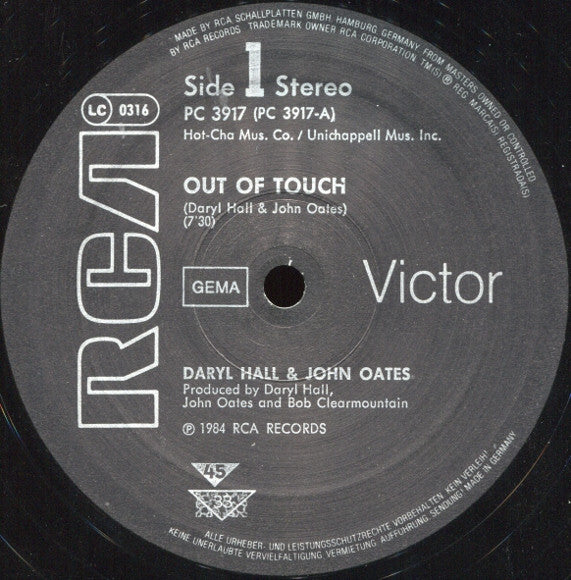 MADE BY RCA SCHALLPLATTEN GMBH, HAMBURG, GERMANY, FROM MASTERS OWNED OR CONTROLLED
BY RCA RECORDS TRADEMARK OWNER RCA CORPORATION. TM(S) ® REG. MARCA(S) REGISTRADA(S)
Side 1 Stereo
LC 0316
PC 3917 (PC 3917-A)
Hot-Cha Mus. Co. / Unichappell Mus. Inc.
RCA
OUT OF TOUCH
(Daryl Hall & John Oates)
(7'30)
GEMA
Victor
DARYL HALL & JOHN OATES
Produced by Daryl Hall,
John Oates and Bob Clearmountain
℗ 1984 RCA RECORDS
45
33
ALLE URHEBER- UND LEISTUNGSSCHUTZRECHTE VORBEHALTEN. KEIN VERLEIH!
KEINE UNERLAUBTE VERVIELFÄLTIGUNG, VERMIETUNG, AUFFÜHRUNG, SENDUNG! MADE IN GERMANY